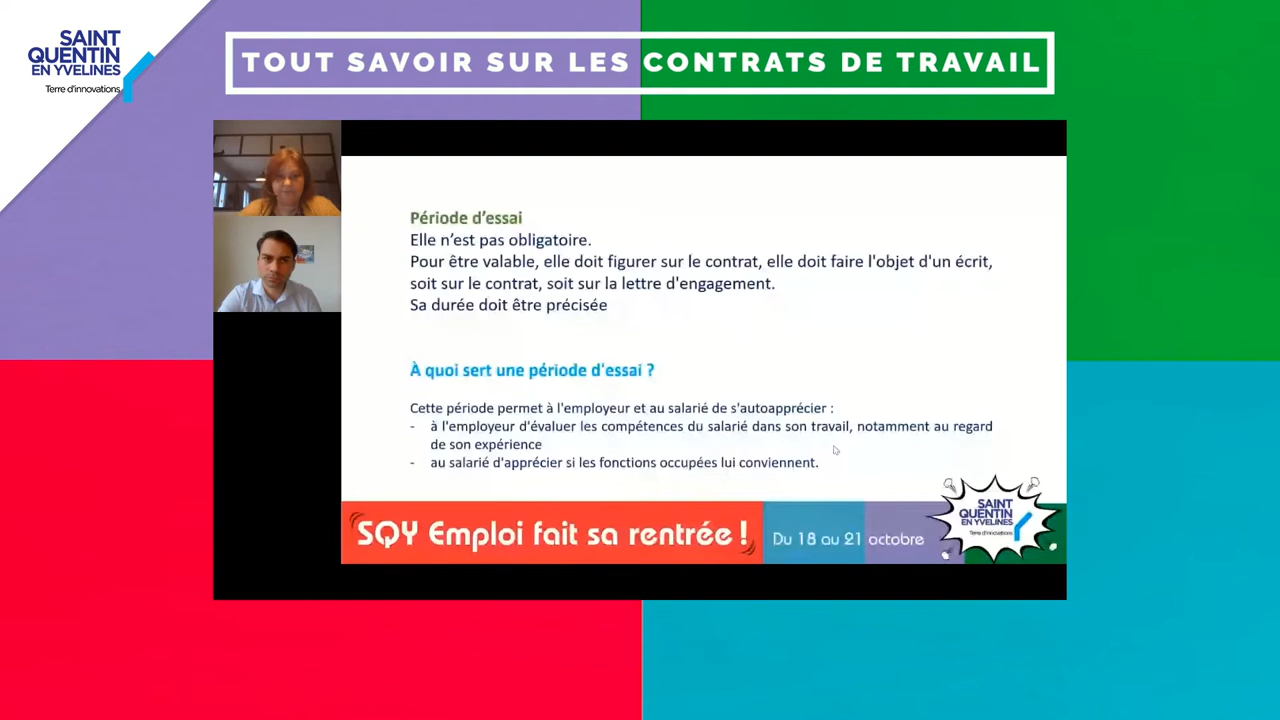 SAINT
QUENTIN
EN YVELINES
Terre d'innovations
TOUT SAVOIR SUR LES CONTRATS DE TRAVAIL
Période d'essai
Elle n'est pas obligatoire.
Pour être valable, elle doit figurer sur le contrat, elle doit faire l'objet d'un écrit,
soit sur le contrat, soit sur la lettre d'engagement.
Sa durée doit être précisée
À quoi sert une période d'essai ?
Cette période permet à l'employeur et au salarié de s'autoapprécier :
- à l'employeur d'évaluer les compétences du salarié dans son travail, notamment au regard
de son expérience
- au salarié d'apprécier si les fonctions occupées lui conviennent.
SQY Emploi fait sa rentrée !
Du 18 au 21 octobre
SAINT
QUENTIN
EN YVELINES
Terre d'innovations